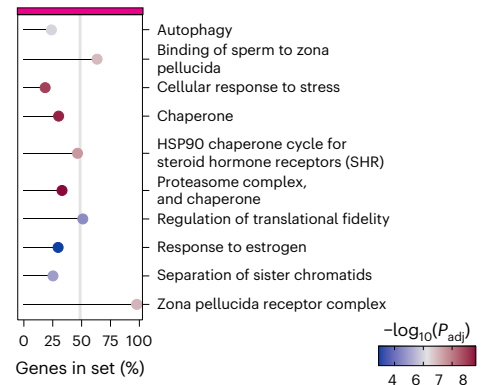 Autophagy
Binding of sperm to zona
pellucida
Cellular response to stress
Chaperone
HSP90 chaperone cycle for
steroid hormone receptors (SHR)
Proteasome complex,
and chaperone
Regulation of translational fidelity
Response to estrogen
Separation of sister chromatids
Zona pellucida receptor complex
0 25 50 75 100
Genes in set (%)
−log10(Padj)
4 6 7 8